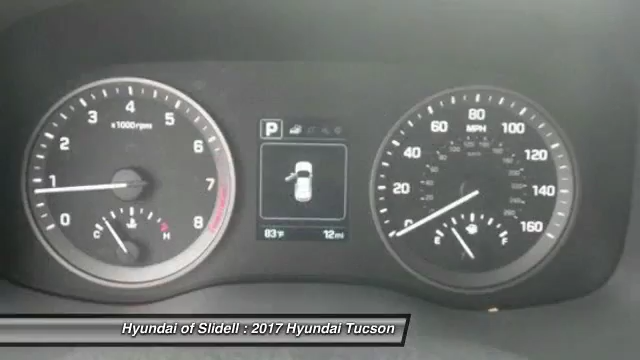 x1000rpm
0 1 2 3 4 5 6 7 8
C H
P
83°F 12mi
0 20 40 60 80 100 120 140 160
MPH
E F
Hyundai of Slidell : 2017 Hyundai Tucson